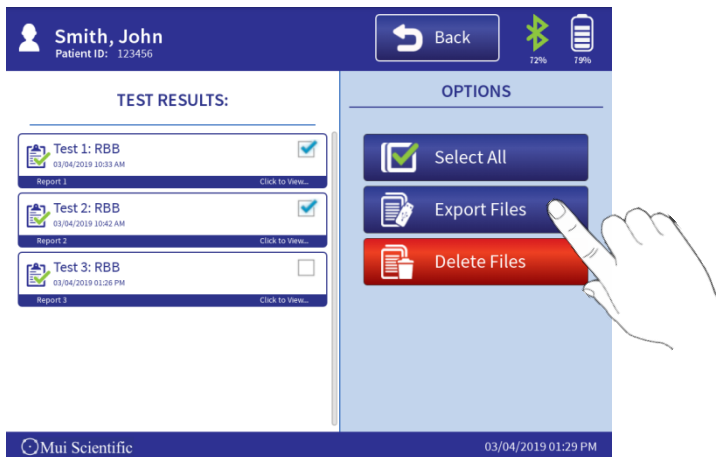 Smith, John
Patient ID: 123456
Back
72%
79%
TEST RESULTS:
Test 1: RBB
03/04/2019 10:33 AM
Report 1 Click to View...
Test 2: RBB
03/04/2019 10:42 AM
Report 2 Click to View...
Test 3: RBB
03/04/2019 01:26 PM
Report 3 Click to View...
OPTIONS
Select All
Export Files
Delete Files
Mui Scientific
03/04/2019 01:29 PM